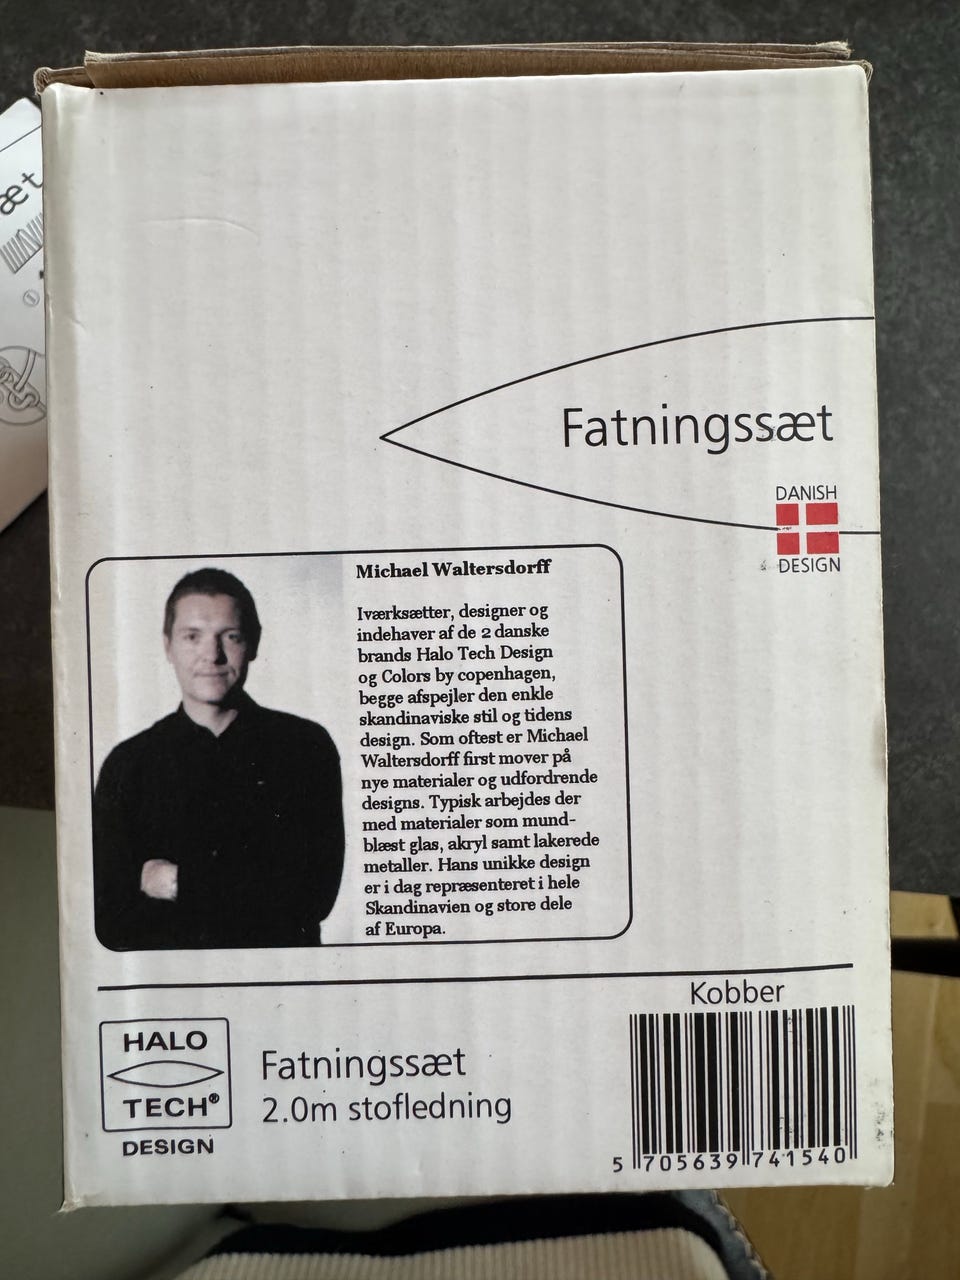 æt
Fatningssæt
DANISH
DESIGN
Michael Waltersdorff
Iværksætter, designer og
indehaver af de 2 danske
brands Halo Tech Design
og Colors by copenhagen,
begge afspejler den enkle
skandinaviske stil og tidens
design. Som oftest er Michael
Waltersdorff first mover på
nye materialer og udfordrende
designs. Typisk arbejdes der
med materialer som mund-
blæst glas, akryl samt lakerede
metaller. Hans unikke design
er i dag repræsenteret i hele
Skandinavien og store dele
af Europa.
HALO
TECH®
DESIGN
Fatningssæt
2.0m stofledning
Kobber
5 705639 741540